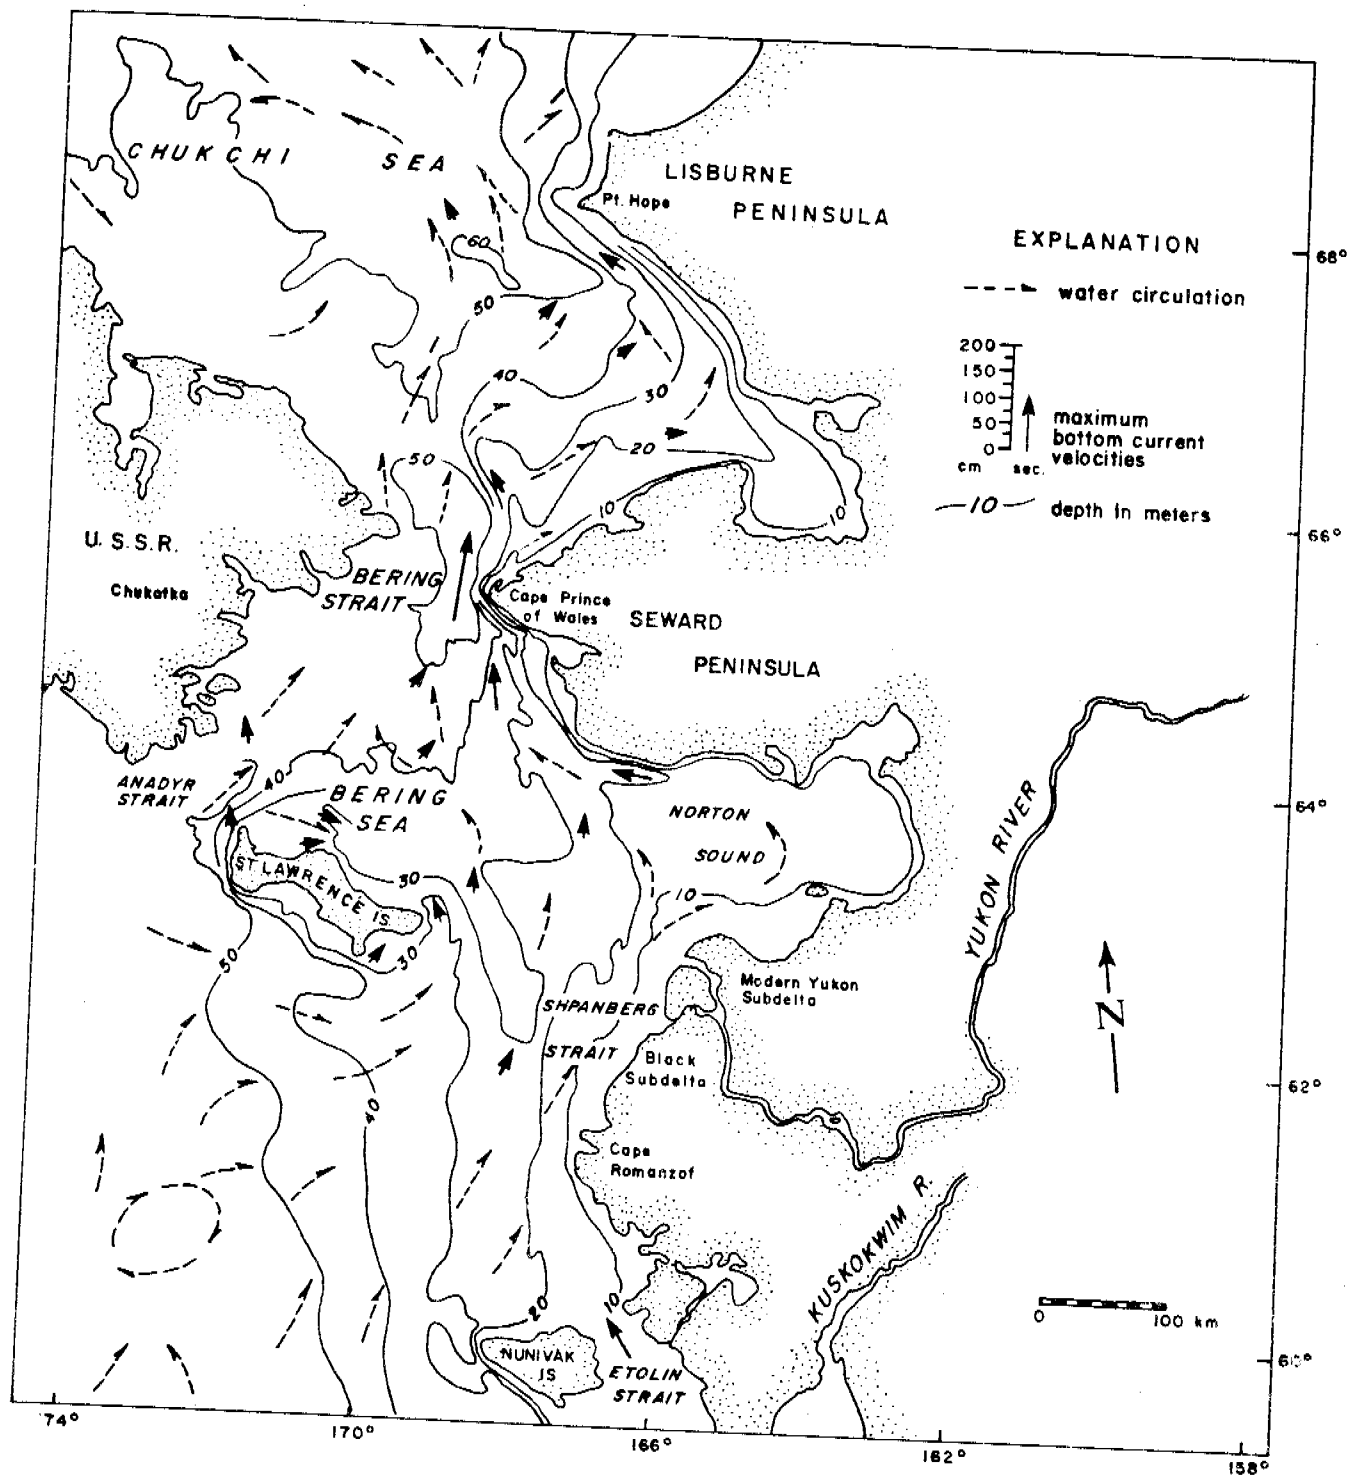 CHUKCHI SEA
LISBURNE
PENINSULA
Pt. Hope
EXPLANATION
water circulation
200
150
100
50
0
cm sec.
maximum
bottom current
velocities
10 depth in meters
68°
66°
64°
62°
60
50
40
30
20
10
10
50
U.S.S.R.
Chukotka
BERING
STRAIT
Cape Prince
of Wales
SEWARD
PENINSULA
ANADYR
STRAIT
40
BERING
SEA
NORTON
SOUND
ST LAWRENCE IS.
30
10
30
50
YUKON RIVER
Modern Yukon
Subdelta
SHPANBERG
STRAIT
Black
Subdelta
N
40
Cape
Romanzof
KUSKOKWIM R.
20
10
NUNIVAK
IS
ETOLIN
STRAIT
0 100 km
60°
74°
170°
166°
162°
158°